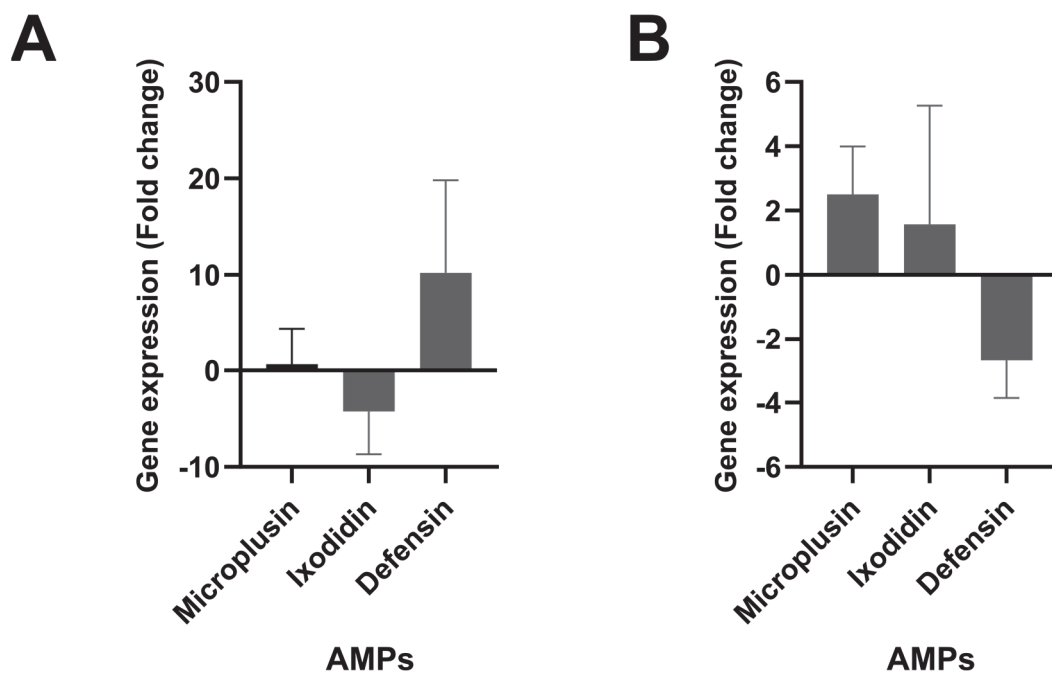 A
Gene expression (Fold change)
30
20
10
0
-10
Microplusin
Ixodidin
Defensin
AMPs
B
Gene expression (Fold change)
6
4
2
0
-2
-4
-6
Microplusin
Ixodidin
Defensin
AMPs